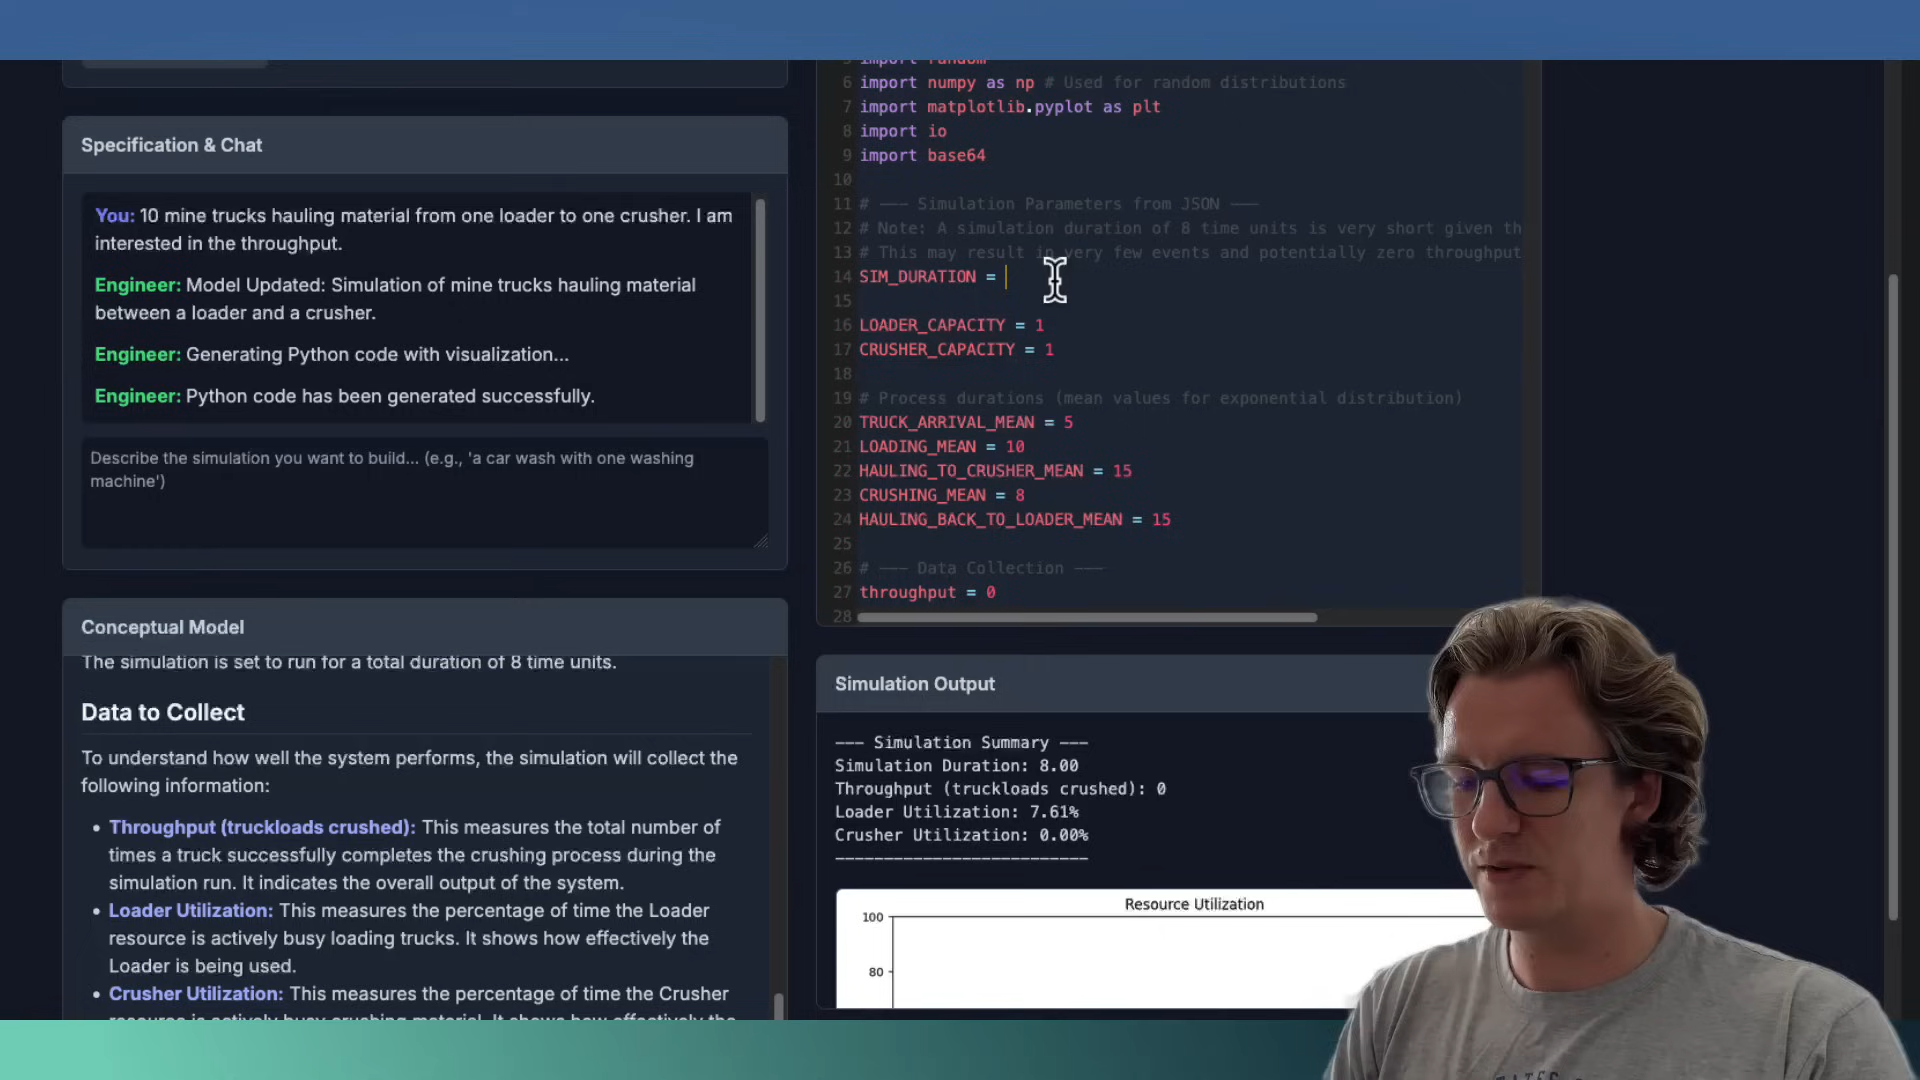 Specification & Chat
You: 10 mine trucks hauling material from one loader to one crusher. I am
interested in the throughput.
Engineer: Model Updated: Simulation of mine trucks hauling material
between a loader and a crusher.
Engineer: Generating Python code with visualization...
Engineer: Python code has been generated successfully.
Describe the simulation you want to build... (e.g., 'a car wash with one washing
machine')
Conceptual Model
The simulation is set to run for a total duration of 8 time units.
Data to Collect
To understand how well the system performs, the simulation will collect the
following information:
• Throughput (truckloads crushed): This measures the total number of
times a truck successfully completes the crushing process during the
simulation run. It indicates the overall output of the system.
• Loader Utilization: This measures the percentage of time the Loader
resource is actively busy loading trucks. It shows how effectively the
Loader is being used.
• Crusher Utilization: This measures the percentage of time the Crusher
resource is actively busy crushing material. It shows how effectively the
5 import random
6 import numpy as np # Used for random distributions
7 import matplotlib.pyplot as plt
8 import io
9 import base64
10
11 # --- Simulation Parameters from JSON ---
12 # Note: A simulation duration of 8 time units is very short given th
13 # This may result in very few events and potentially zero throughput
14 SIM_DURATION =
15
16 LOADER_CAPACITY = 1
17 CRUSHER_CAPACITY = 1
18
19 # Process durations (mean values for exponential distribution)
20 TRUCK_ARRIVAL_MEAN = 5
21 LOADING_MEAN = 10
22 HAULING_TO_CRUSHER_MEAN = 15
23 CRUSHING_MEAN = 8
24 HAULING_BACK_TO_LOADER_MEAN = 15
25
26 # --- Data Collection ---
27 throughput = 0
28
Simulation Output
--- Simulation Summary ---
Simulation Duration: 8.00
Throughput (truckloads crushed): 0
Loader Utilization: 7.61%
Crusher Utilization: 0.00%
--------------------------
Resource Utilization
100
80